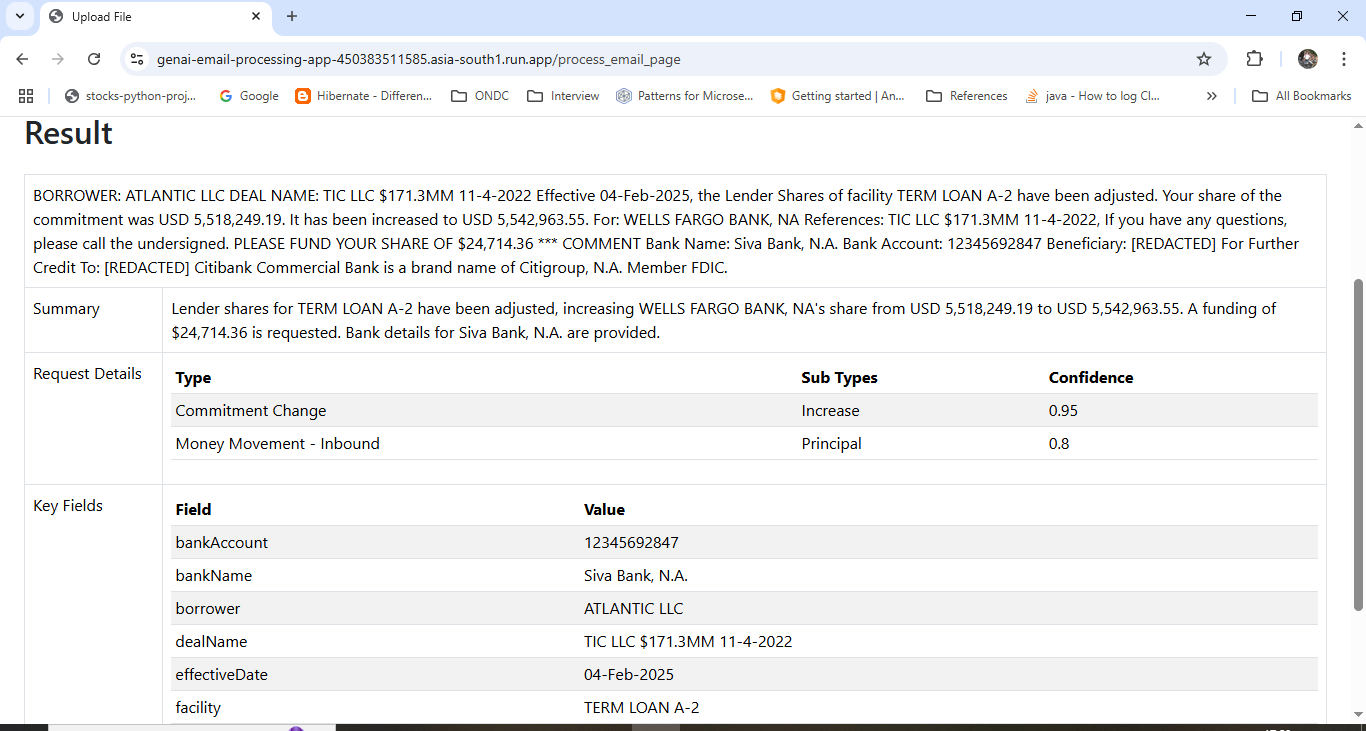 Upload File
genai-email-processing-app-450383511585.asia-south1.run.app/process_email_page
stocks-python-proj... Google Hibernate - Differen... ONDC Interview Patterns for Microse... Getting started | An... References java - How to log Cl... » All Bookmarks
Result
BORROWER: ATLANTIC LLC DEAL NAME: TIC LLC $171.3MM 11-4-2022 Effective 04-Feb-2025, the Lender Shares of facility TERM LOAN A-2 have been adjusted. Your share of the
commitment was USD 5,518,249.19. It has been increased to USD 5,542,963.55. For: WELLS FARGO BANK, NA References: TIC LLC $171.3MM 11-4-2022, If you have any questions,
please call the undersigned. PLEASE FUND YOUR SHARE OF $24,714.36 *** COMMENT Bank Name: Siva Bank, N.A. Bank Account: 12345692847 Beneficiary: [REDACTED] For Further
Credit To: [REDACTED] Citibank Commercial Bank is a brand name of Citigroup, N.A. Member FDIC.
Summary
Lender shares for TERM LOAN A-2 have been adjusted, increasing WELLS FARGO BANK, NA's share from USD 5,518,249.19 to USD 5,542,963.55. A funding of
$24,714.36 is requested. Bank details for Siva Bank, N.A. are provided.
Request Details
Type Sub Types Confidence
Commitment Change Increase 0.95
Money Movement - Inbound Principal 0.8
Key Fields
Field Value
bankAccount 12345692847
bankName Siva Bank, N.A.
borrower ATLANTIC LLC
dealName TIC LLC $171.3MM 11-4-2022
effectiveDate 04-Feb-2025
facility TERM LOAN A-2